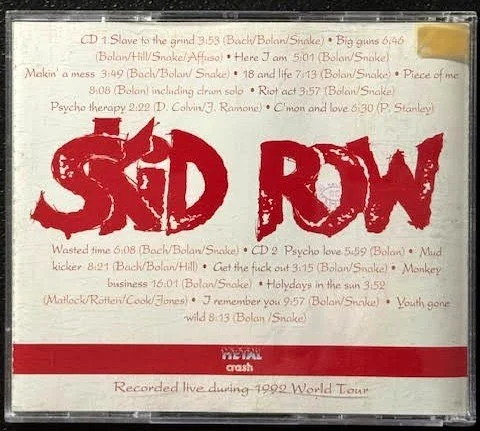 CD 1 Slave to the grind 3:53 (Bach/Bolan/Snake) • Big guns 6:46
(Bolan/Hill/Snake/Affuso) • Here I am 5:01 (Bolan/Snake)
Makin' a mess 3:49 (Bach/Bolan/Snake) • 18 and life 7:13 (Bolan/Snake) • Piece of me
8:08 (Bolan) including drum solo • Riot act 3:57 (Bolan/Snake)
Psycho therapy 2:22 (D. Colvin/J. Ramone) • C'mon and love 6:30 (P. Stanley)
SKiD ROW
Wasted time 6:08 (Bach/Bolan/Snake) • CD 2 Psycho love 5:59 (Bolan) • Mud
kicker 8:21 (Bach/Bolan/Hill) • Get the fuck out 3:15 (Bolan/Snake) • Monkey
business 16:01 (Bolan/Snake) • Holydays in the sun 3:52
(Matlock/Rotten/Cook/Jones) • I remember you 9:57 (Bolan/Snake) • Youth gone
wild 8:13 (Bolan /Snake)
METAL
crash
Recorded live during 1992 World Tour